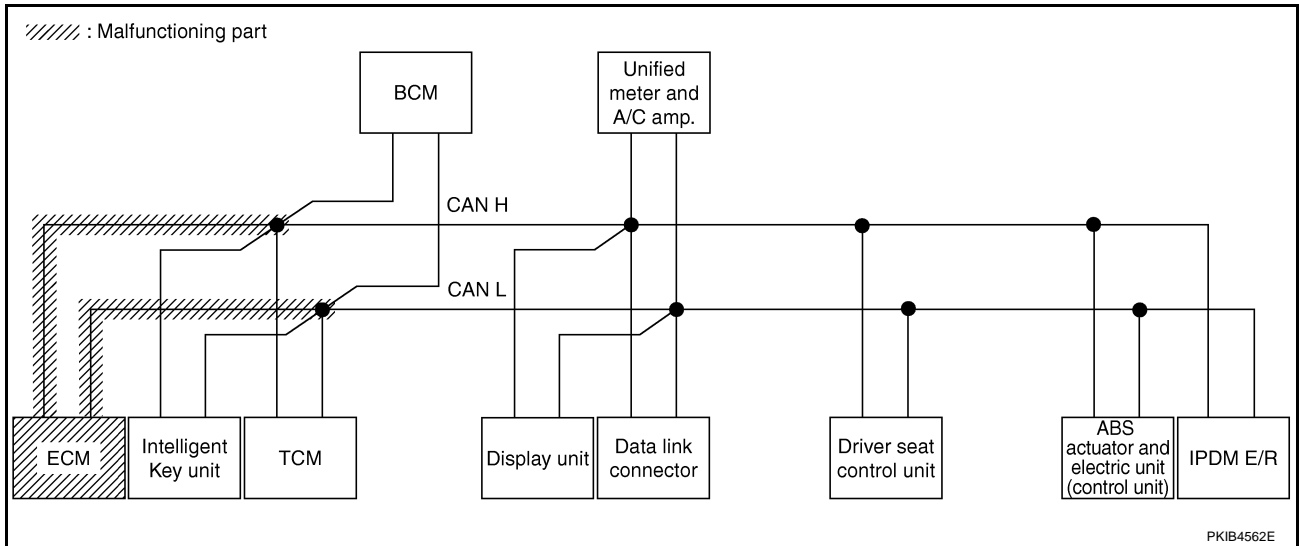 : Malfunctioning part
BCM
Unified
meter and
A/C amp.
CAN H
CAN L
ECM
Intelligent
Key unit
TCM
Display unit
Data link
connector
Driver seat
control unit
ABS
actuator and
electric unit
(control unit)
IPDM E/R
PKIB4562E